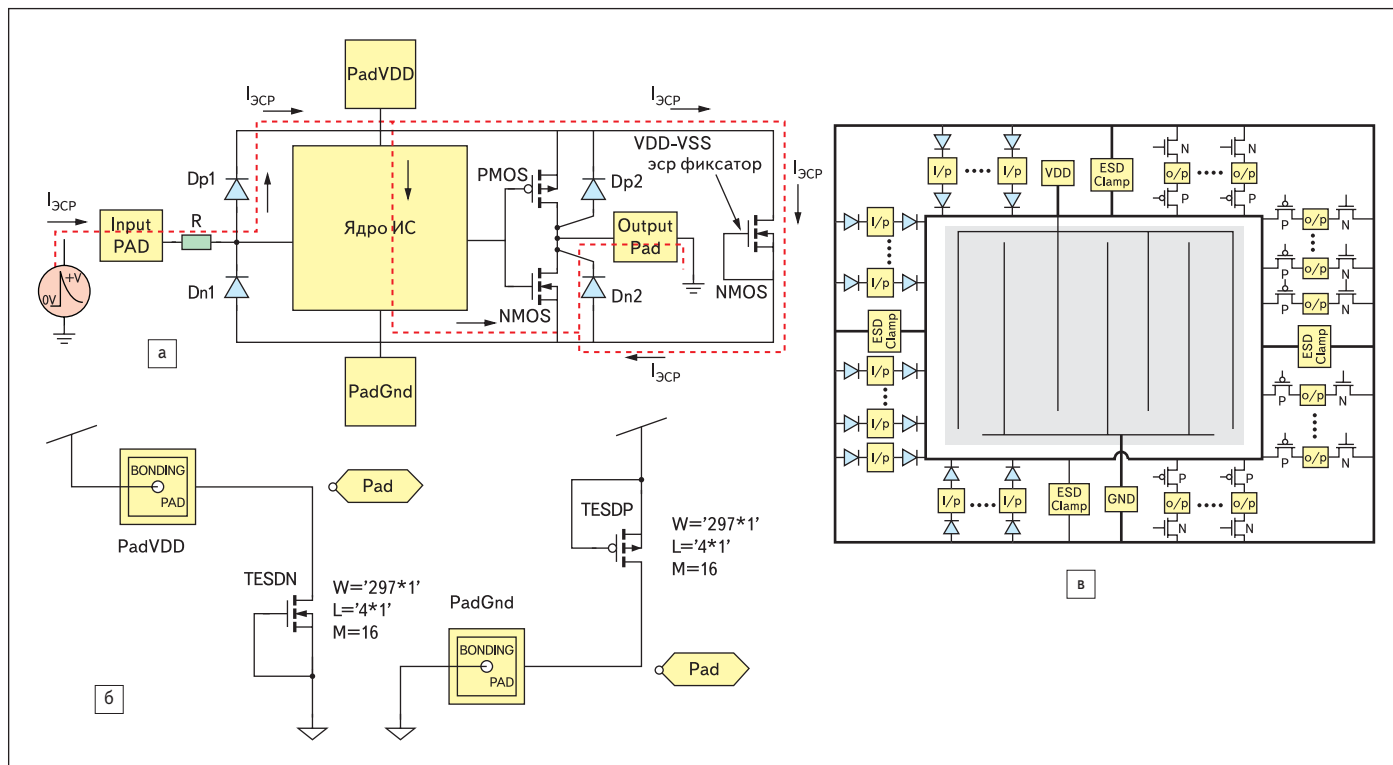 PadVDD
IЭСР
IЭСР
VDD-VSS
эср фиксатор
IЭСР
Dp1
PMOS
Dp2
IЭСР
Input
PAD
R
Ядро ИС
Output
Pad
+V
0V
Dn1
NMOS
Dn2
NMOS
а
PadGnd
IЭСР
BONDING
PAD
PadVDD
Pad
TESDN
W='297*1'
L='4*1'
M=16
TESDP
W='297*1'
L='4*1'
M=16
PadGnd
BONDING
PAD
Pad
б
I/p
I/p
VDD
ESD
Clamp
N
N
o/p
o/p
P
P
I/p
I/p
ESD
Clamp
I/p
I/p
I/p
o/p
P
N
o/p
P
N
o/p
P
N
ESD
Clamp
o/p
P
N
o/p
P
N
I/p
I/p
ESD
Clamp
GND
P
P
o/p
o/p
N
N
в